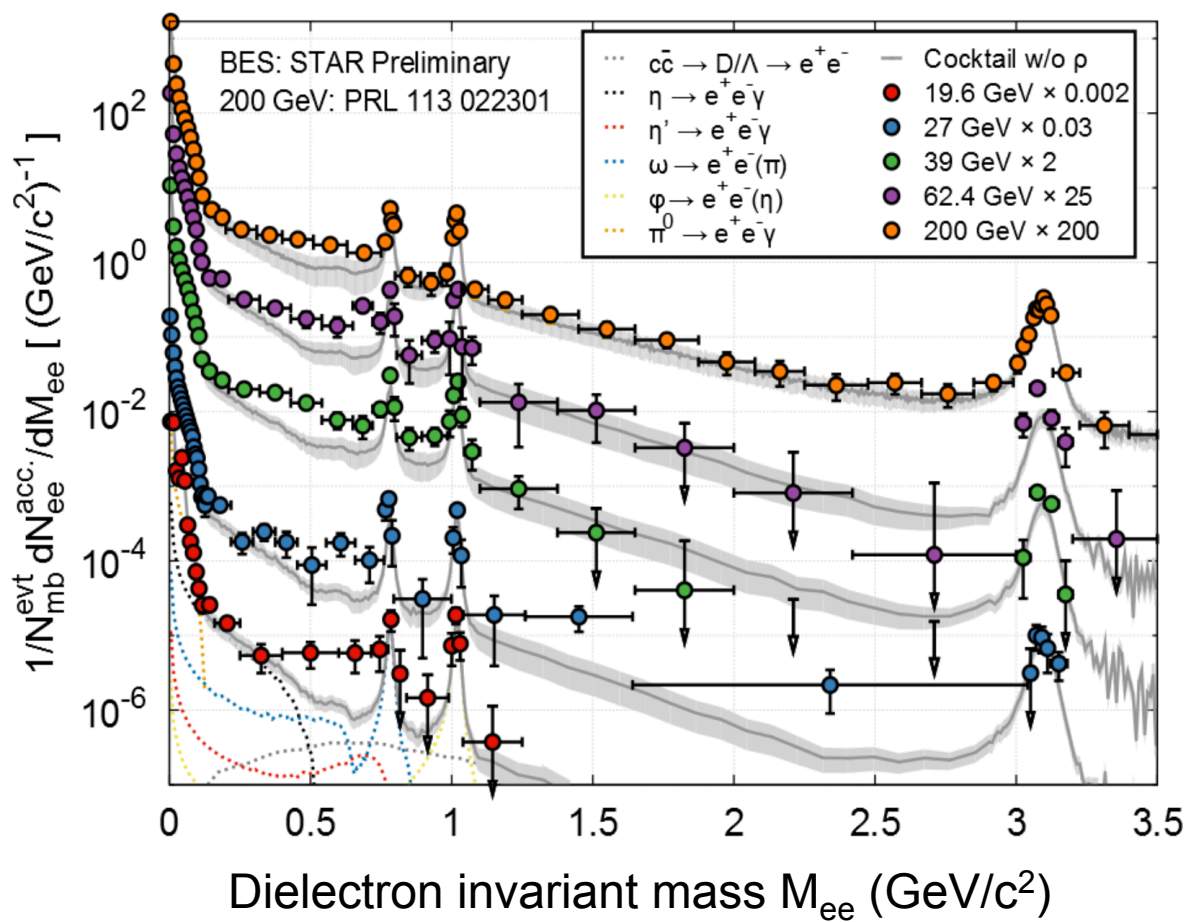 BES: STAR Preliminary
200 GeV: PRL 113 022301
cc̄ → D/Λ → e⁺e⁻
η → e⁺e⁻γ
η' → e⁺e⁻γ
ω → e⁺e⁻(π)
φ → e⁺e⁻(η)
π⁰ → e⁺e⁻γ
Cocktail w/o ρ
19.6 GeV × 0.002
27 GeV × 0.03
39 GeV × 2
62.4 GeV × 25
200 GeV × 200
1/N_mb^evt dN_ee^acc./dM_ee [ (GeV/c²)⁻¹ ]
10²
10⁰
10⁻²
10⁻⁴
10⁻⁶
0 0.5 1 1.5 2 2.5 3 3.5
Dielectron invariant mass M_ee (GeV/c²)